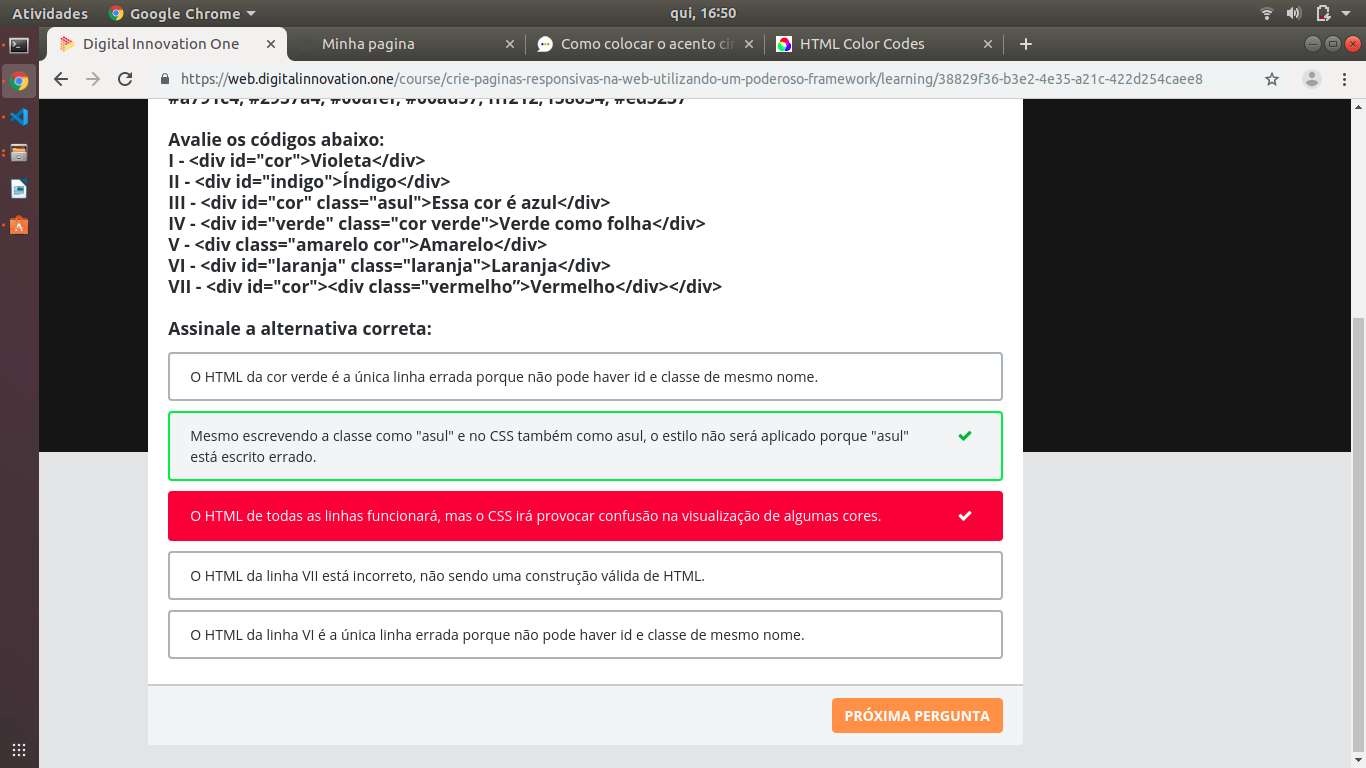 Atividades
Google Chrome
qui, 16:50
Digital Innovation One
Minha pagina
Como colocar o acento cir
HTML Color Codes
https://web.digitalinnovation.one/course/crie-paginas-responsivas-na-web-utilizando-um-poderoso-framework/learning/38829f36-b3e2-4e35-a21c-422d254caee8
Avalie os códigos abaixo:
I - <div id="cor">Violeta</div>
II - <div id="indigo">Índigo</div>
III - <div id="cor" class="asul">Essa cor é azul</div>
IV - <div id="verde" class="cor verde">Verde como folha</div>
V - <div class="amarelo cor">Amarelo</div>
VI - <div id="laranja" class="laranja">Laranja</div>
VII - <div id="cor"><div class="vermelho”>Vermelho</div></div>
Assinale a alternativa correta:
O HTML da cor verde é a única linha errada porque não pode haver id e classe de mesmo nome.
Mesmo escrevendo a classe como "asul" e no CSS também como asul, o estilo não será aplicado porque "asul"
está escrito errado.
O HTML de todas as linhas funcionará, mas o CSS irá provocar confusão na visualização de algumas cores.
O HTML da linha VII está incorreto, não sendo uma construção válida de HTML.
O HTML da linha VI é a única linha errada porque não pode haver id e classe de mesmo nome.
PRÓXIMA PERGUNTA